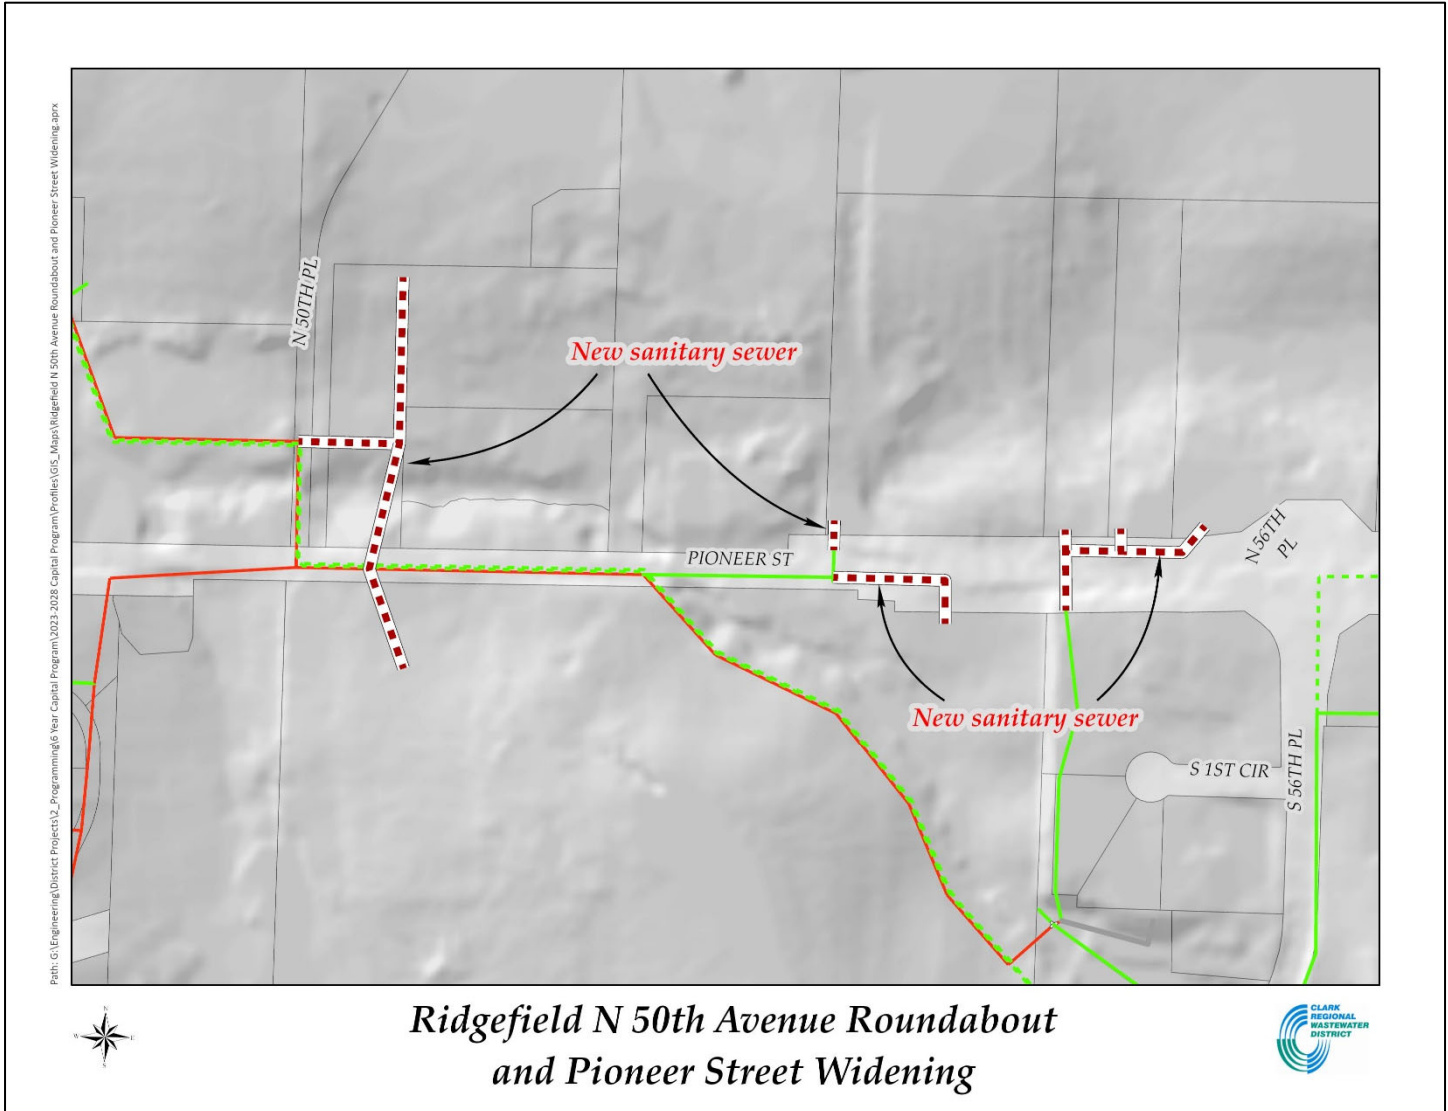 Path: G:\Engineering\District Projects\2_Programming\6 Year Capital Program\2023-2028 Capital Program\Profiles\GIS_Maps\Ridgefield N 50th Avenue Roundabout and Pioneer Street Widening.aprx
N 50TH PL
New sanitary sewer
PIONEER ST
N 56TH
PL
New sanitary sewer
S 1ST CIR
S 56TH PL
N
W
E
S
Ridgefield N 50th Avenue Roundabout
and Pioneer Street Widening
CLARK
REGIONAL
WASTEWATER
DISTRICT